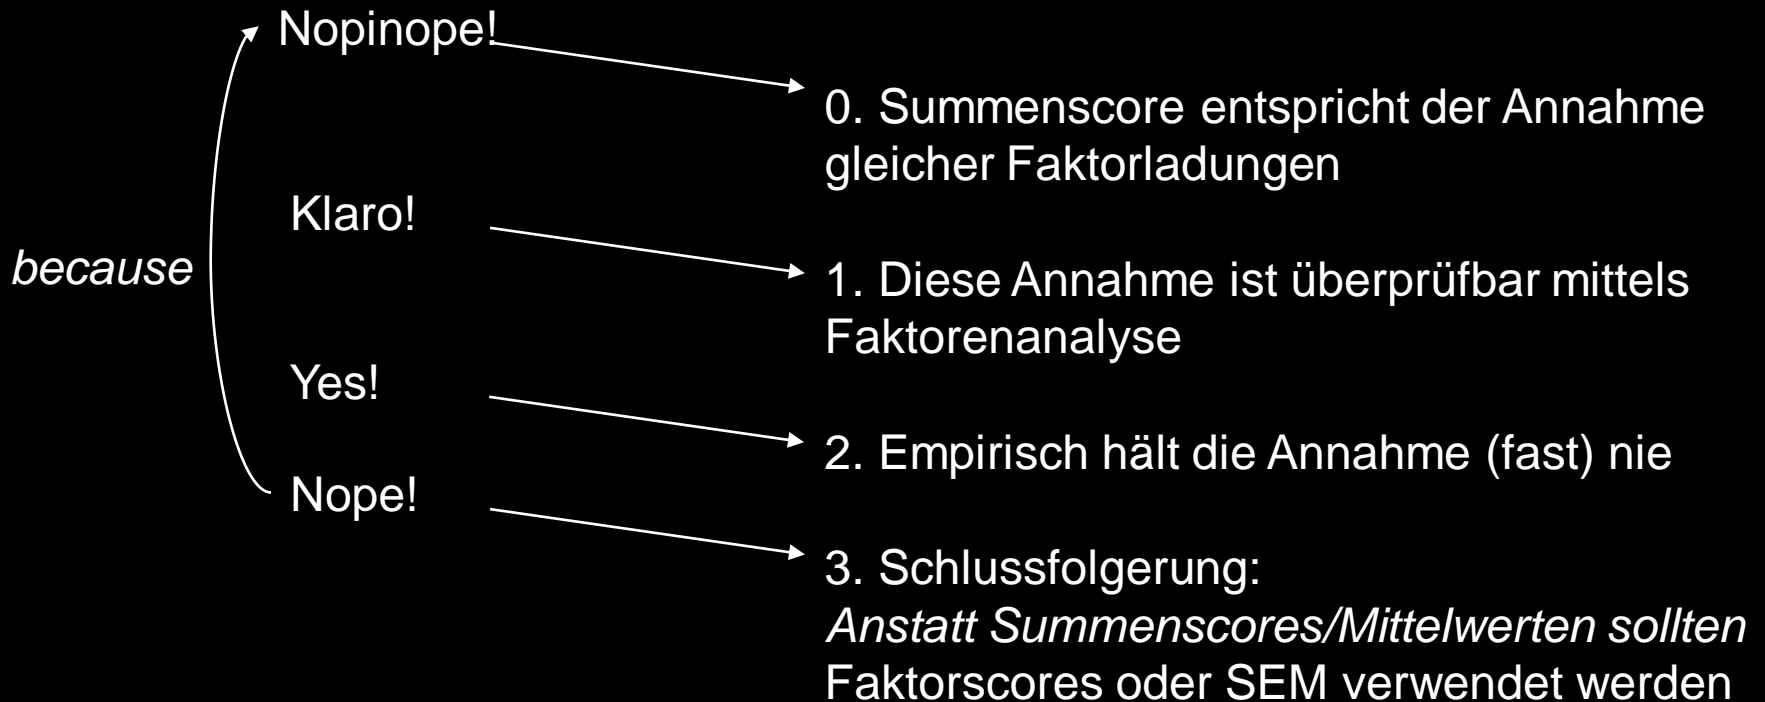 Nopinope!
0. Summenscore entspricht der Annahme
gleicher Faktorladungen
Klaro!
because
1. Diese Annahme ist überprüfbar mittels
Faktorenanalyse
Yes!
2. Empirisch hält die Annahme (fast) nie
Nope!
3. Schlussfolgerung:
Anstatt Summenscores/Mittelwerten sollten
Faktorscores oder SEM verwendet werden